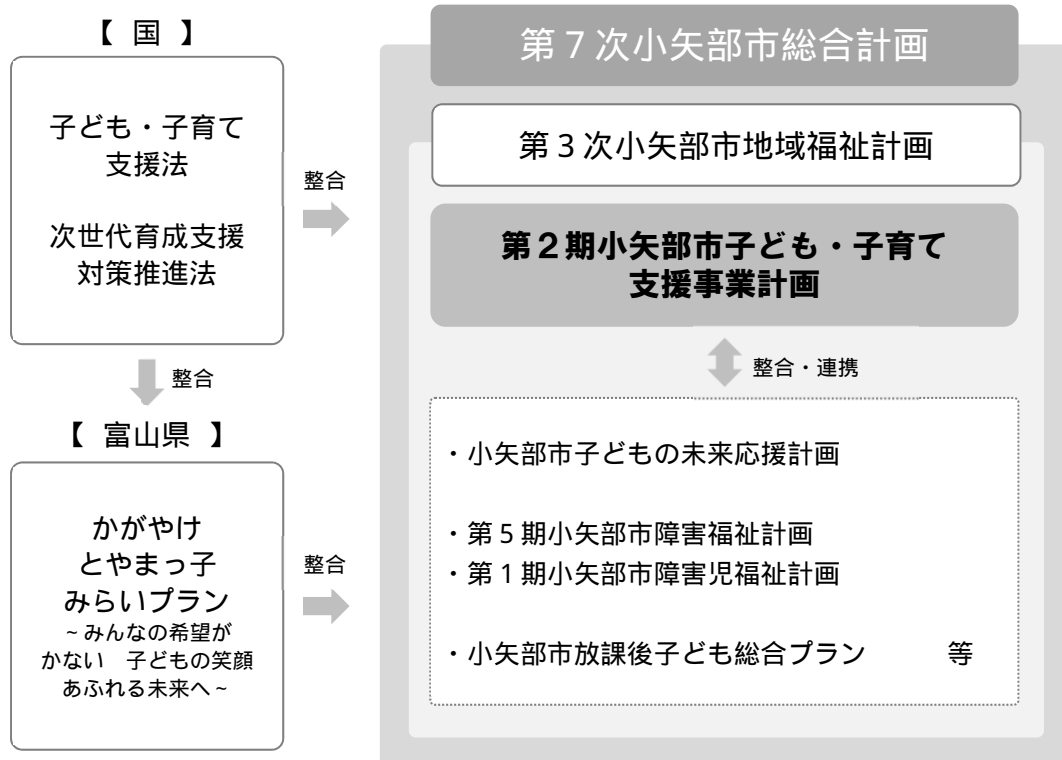 【 国 】
子ども・子育て
支援法
次世代育成支援
対策推進法
整合
【 富山県 】
かがやけ
とやまっ子
みらいプラン
~みんなの希望が
かない　子どもの笑顔
あふれる未来へ~
整合
整合
第7次小矢部市総合計画
第3次小矢部市地域福祉計画
第2期小矢部市子ども・子育て
支援事業計画
整合・連携
・小矢部市子どもの未来応援計画
・第5期小矢部市障害福祉計画
・第1期小矢部市障害児福祉計画
・小矢部市放課後子ども総合プラン　　等